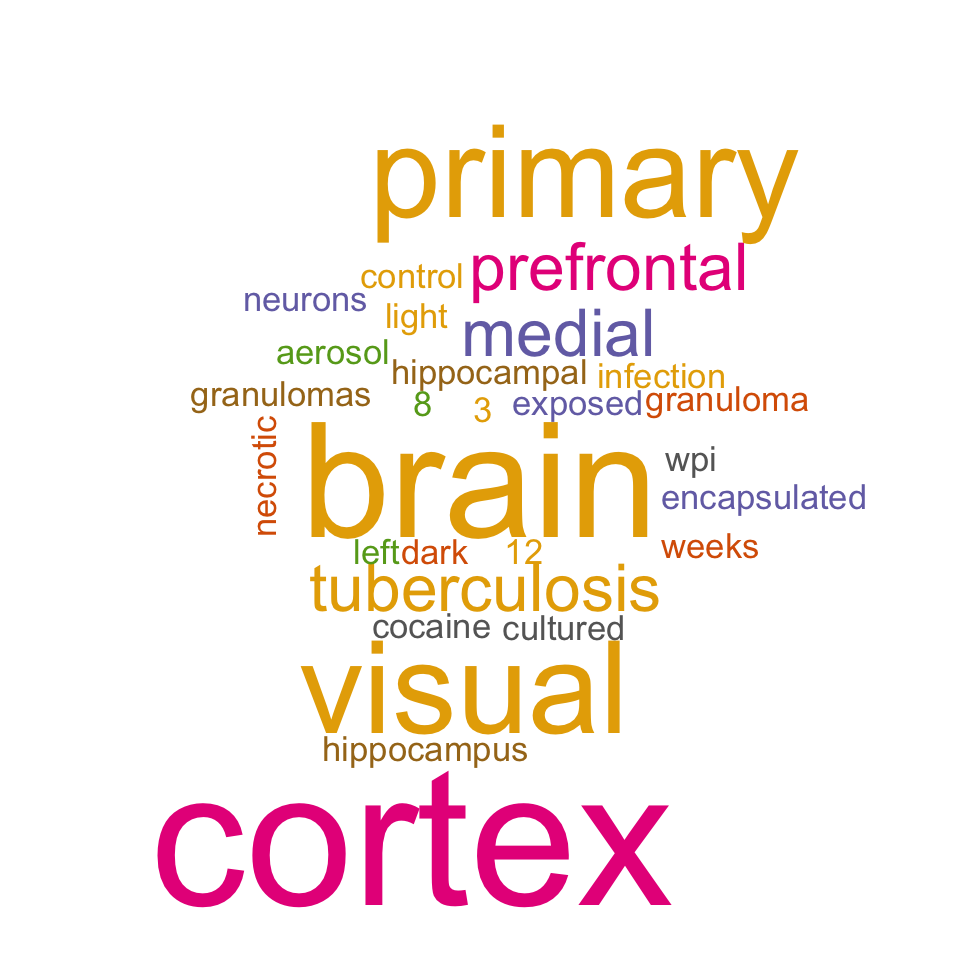 primary
control prefrontal
neurons
light medial
aerosol
hippocampal infection
granulomas 8 3 exposed granuloma
necrotic brain wpi
encapsulated
left dark 12 weeks
tuberculosis
cocaine cultured
visual
hippocampus
cortex